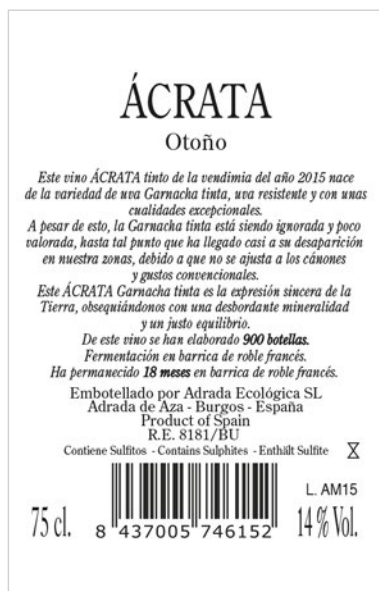 ÁCRATA
Otoño
Este vino ÁCRATA tinto de la vendimia del año 2015 nace
de la variedad de uva Garnacha tinta, uva resistente y con unas
cualidades excepcionales.
A pesar de esto, la Garnacha tinta está siendo ignorada y poco
valorada, hasta tal punto que ha llegado casi a su desaparición
en nuestra zonas, debido a que no se ajusta a los cánones
y gustos convencionales.
Este ÁCRATA Garnacha tinta es la expresión sincera de la
Tierra, obsequiándonos con una desbordante mineralidad
y un justo equilibrio.
De este vino se han elaborado 900 botellas.
Fermentación en barrica de roble francés.
Ha permanecido 18 meses en barrica de roble francés.
Embotellado por Adrada Ecológica SL
Adrada de Aza - Burgos - España
Product of Spain
R.E. 8181/BU
Contiene Sulfitos - Contains Sulphites - Enthält Sulfite
L. AM15
75 cl.
8 437005 746152
14 % Vol.